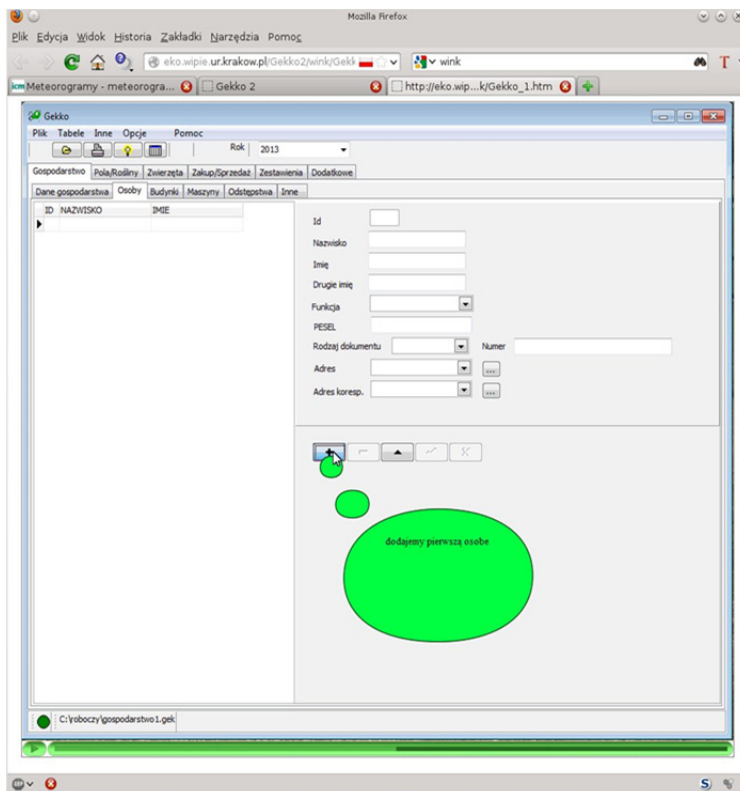 Mozilla Firefox
Plik Edycja Widok Historia Zakładki Narzędzia Pomoc
eko.wipie.ur.krakow.pl/Gekko2/wink/Gekk wink
Meteorogramy - meteorogra... Gekko 2 http://eko.wip...k/Gekko_1.htm
Gekko
Plik Tabele Inne Opcje Pomoc
Rok 2013
Gospodarstwo Pola/Rośliny Zwierzęta Zakup/Sprzedaż Zestawienia Dodatkowe
Dane gospodarstwa Osoby Budynki Maszyny Odstępstwa Inne
ID NAZWISKO IMIE
Id
Nazwisko
Imię
Drugie imię
Funkcja
PESEL
Rodzaj dokumentu Numer
Adres ...
Adres koresp. ...
dodajemy pierwszą osobe
C:\roboczy\gospodarstwo1.gek